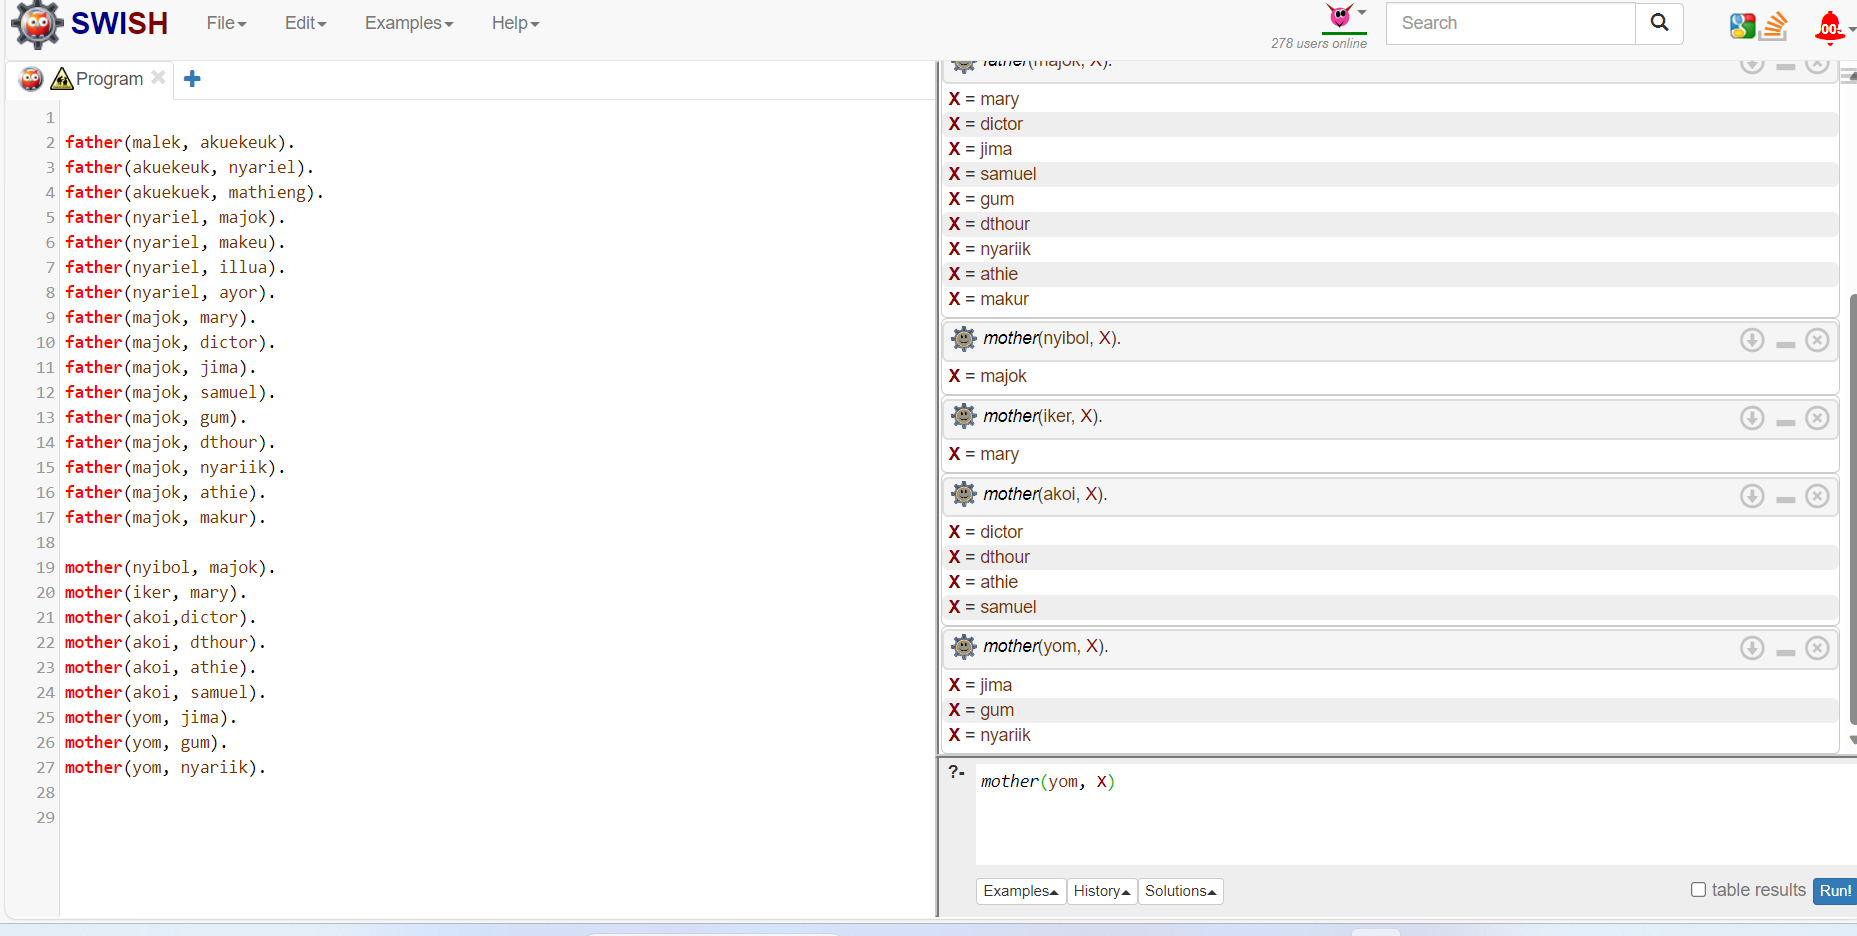 SWISH File Edit Examples Help
278 users online
Search
Program
1
2 father(malek, akuekeuk).
3 father(akuekeuk, nyariel).
4 father(akuekuek, mathieng).
5 father(nyariel, majok).
6 father(nyariel, makeu).
7 father(nyariel, illua).
8 father(nyariel, ayor).
9 father(majok, mary).
10 father(majok, dictor).
11 father(majok, jima).
12 father(majok, samuel).
13 father(majok, gum).
14 father(majok, dthour).
15 father(majok, nyariik).
16 father(majok, athie).
17 father(majok, makur).
18
19 mother(nyibol, majok).
20 mother(iker, mary).
21 mother(akoi,dictor).
22 mother(akoi, dthour).
23 mother(akoi, athie).
24 mother(akoi, samuel).
25 mother(yom, jima).
26 mother(yom, gum).
27 mother(yom, nyariik).
28
29
father(majok, X).
X = mary
X = dictor
X = jima
X = samuel
X = gum
X = dthour
X = nyariik
X = athie
X = makur
mother(nyibol, X).
X = majok
mother(iker, X).
X = mary
mother(akoi, X).
X = dictor
X = dthour
X = athie
X = samuel
mother(yom, X).
X = jima
X = gum
X = nyariik
?- mother(yom, X)
Examples History Solutions
table results Run!